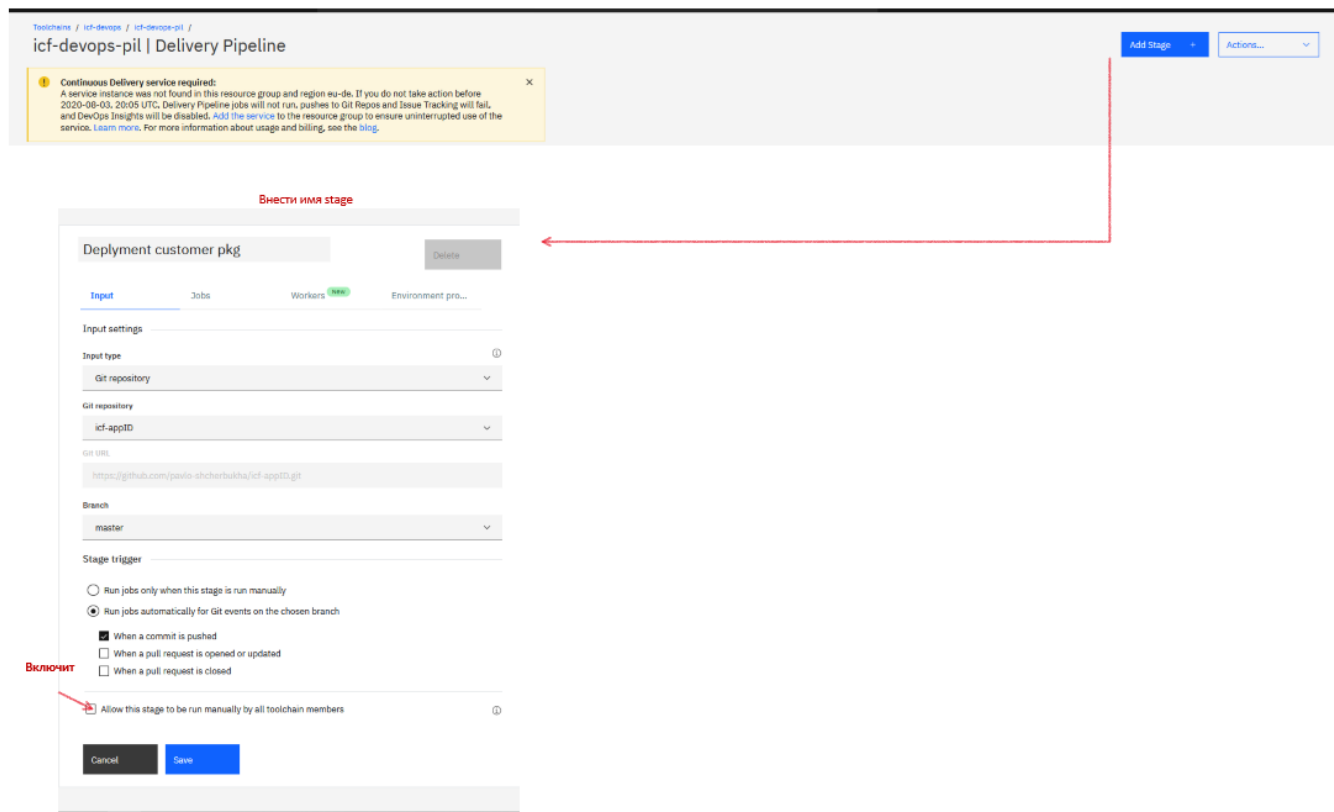 Toolchains / icf-devops / icf-devops-pil /
icf-devops-pil | Delivery Pipeline
Add Stage +
Actions...
Continuous Delivery service required:
A service instance was not found in this resource group and region eu-de. If you do not take action before
2020-08-03, 20:05 UTC, Delivery Pipeline jobs will not run, pushes to Git Repos and Issue Tracking will fail,
and DevOps Insights will be disabled. Add the service to the resource group to ensure uninterrupted use of the
service. Learn more. For more information about usage and billing, see the blog.
Внести имя stage
Deplyment customer pkg
Delete
Input
Jobs
Workers New
Environment pro...
Input settings
Input type
Git repository
Git repository
icf-appID
Git URL
https://github.com/pavlo-shcherbukha/icf-appID.git
Branch
master
Stage trigger
Run jobs only when this stage is run manually
Run jobs automatically for Git events on the chosen branch
When a commit is pushed
When a pull request is opened or updated
When a pull request is closed
Включит
Allow this stage to be run manually by all toolchain members
Cancel
Save